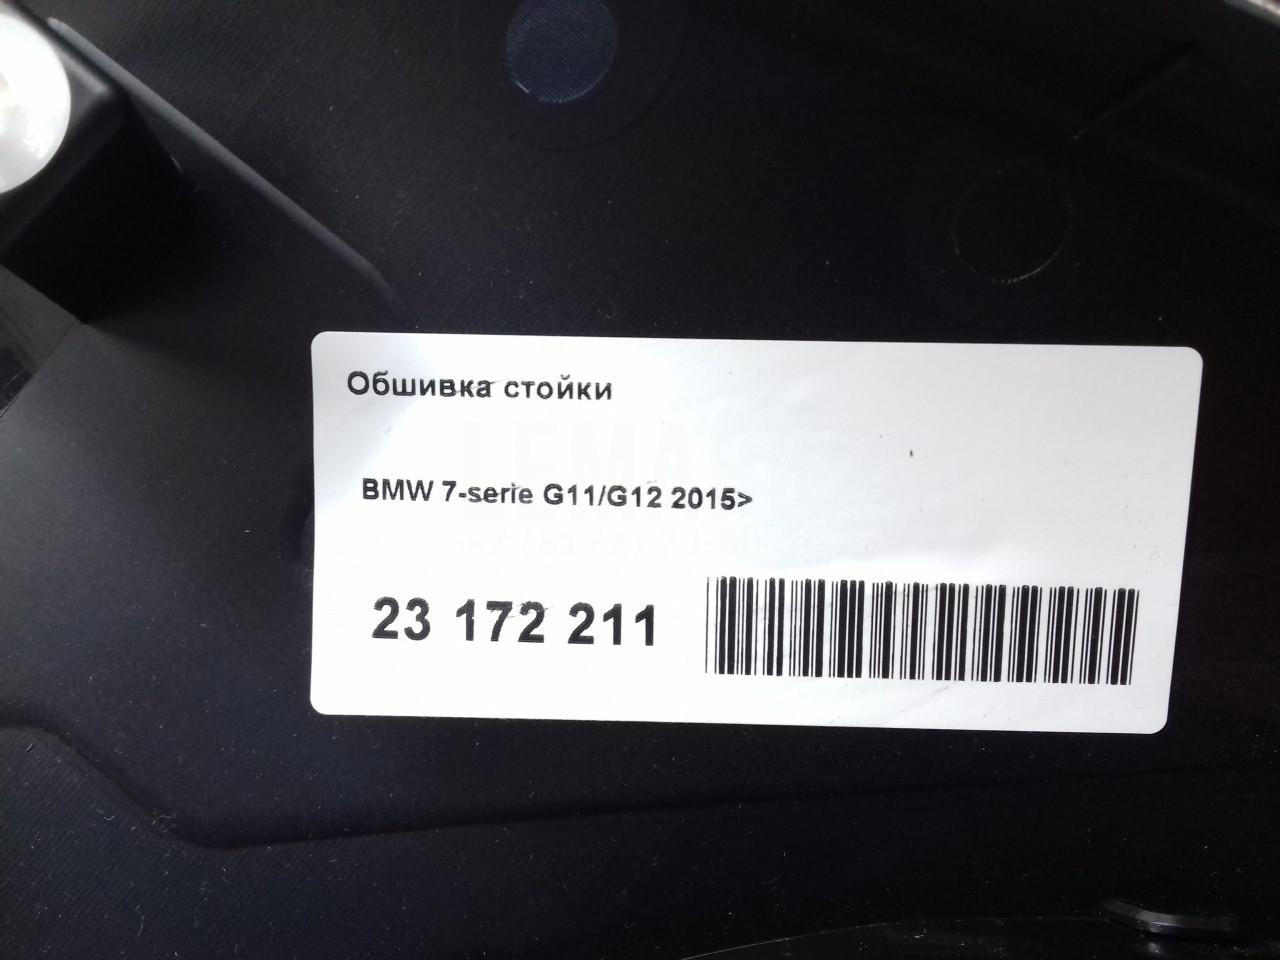 Обшивка стойки
BMW 7-serie G11/G12 2015>
23 172 211